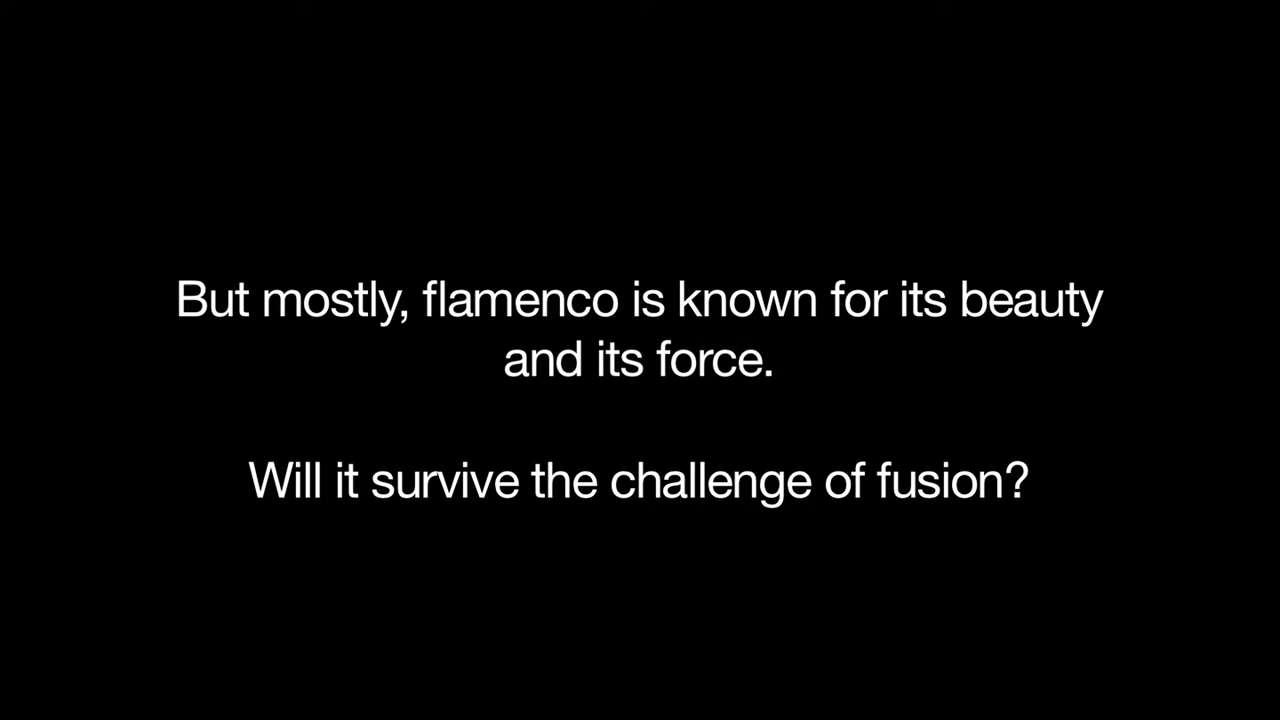 But mostly, flamenco is known for its beauty
and its force.
Will it survive the challenge of fusion?